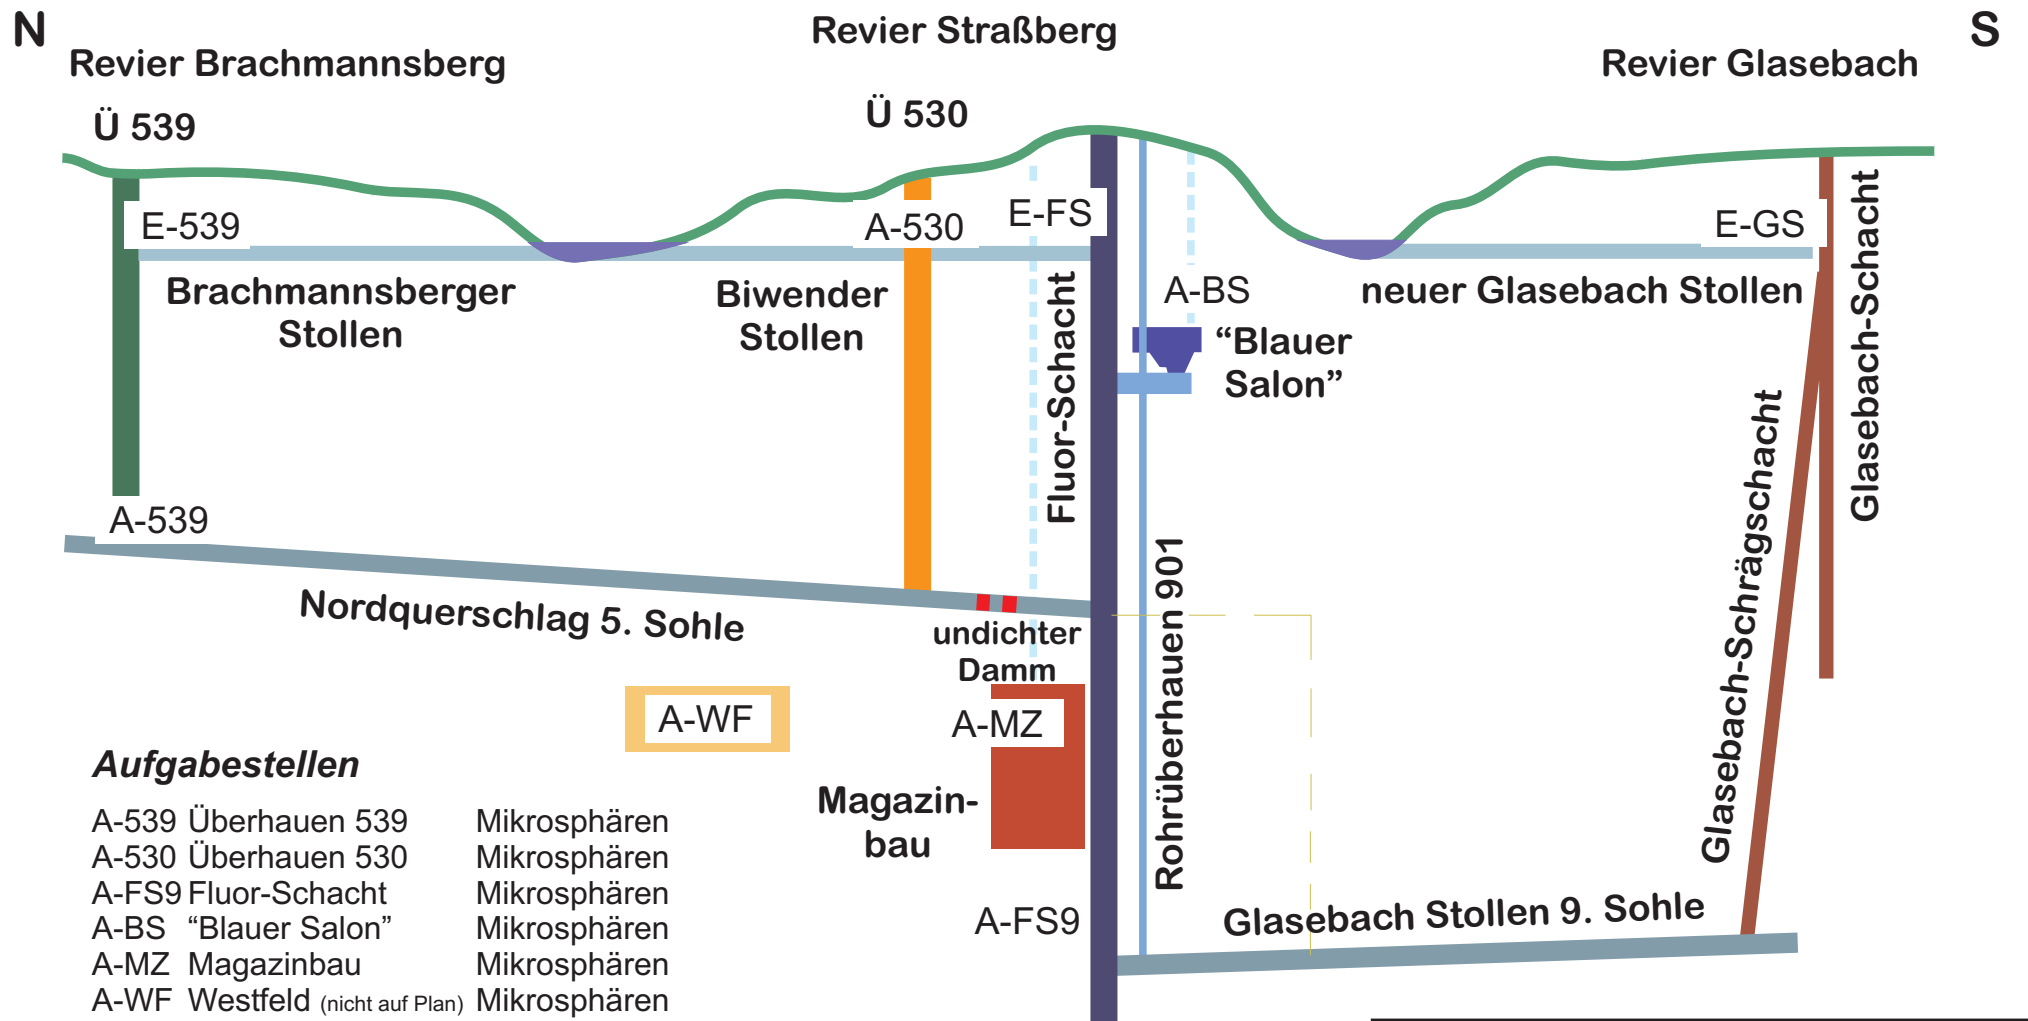 N
Revier Straßberg
S
Revier Brachmannsberg
Revier Glasebach
Ü 539
Ü 530
E-539
A-530
E-FS
E-GS
Brachmannsberger
Stollen
Biwender
Stollen
Fluor-Schacht
A-BS
“Blauer
Salon”
neuer Glasebach Stollen
Glasebach-Schacht
Glasebach-Schrägschacht
A-539
Nordquerschlag 5. Sohle
undichter
Damm
Rohrüberhauen 901
A-WF
A-MZ
Magazin-
bau
A-FS9
Glasebach Stollen 9. Sohle
Aufgabestellen
A-539 Überhauen 539 Mikrosphären
A-530 Überhauen 530 Mikrosphären
A-FS9 Fluor-Schacht Mikrosphären
A-BS “Blauer Salon” Mikrosphären
A-MZ Magazinbau Mikrosphären
A-WF Westfeld (nicht auf Plan) Mikrosphären